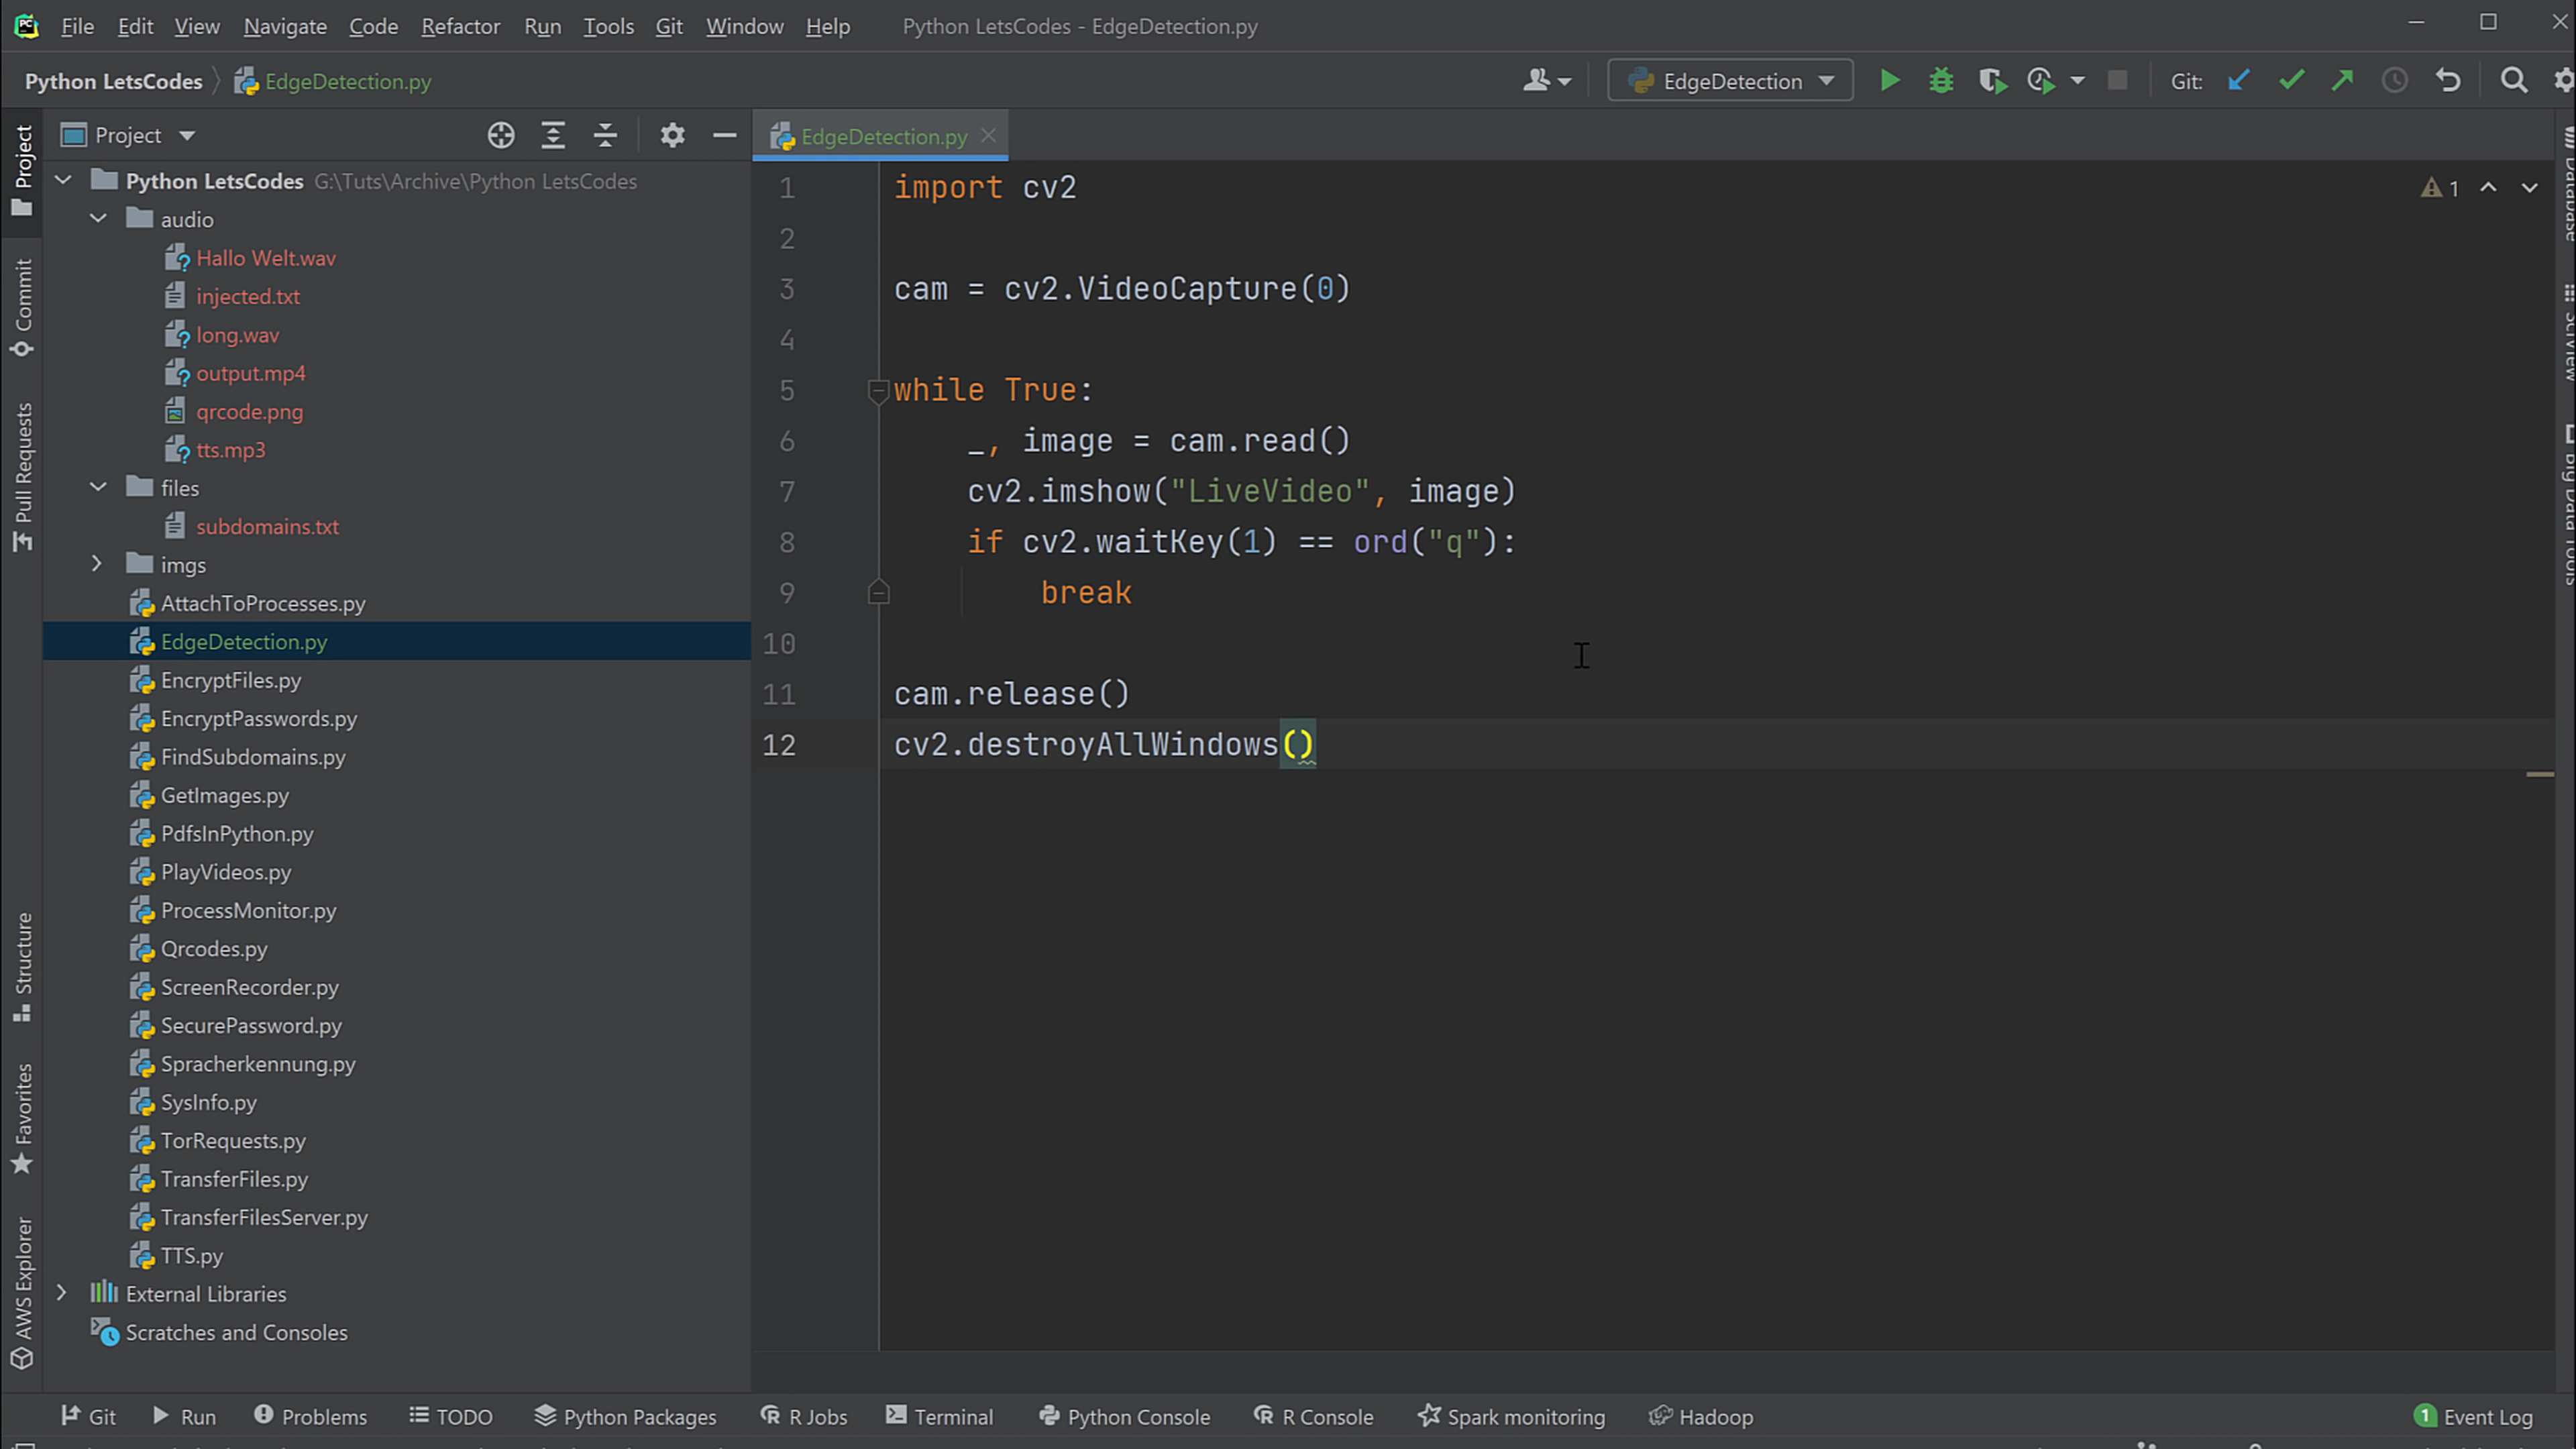 PC File Edit View Navigate Code Refactor Run Tools Git Window Help Python LetsCodes - EdgeDetection.py
Python LetsCodes EdgeDetection.py EdgeDetection Git:
Project
EdgeDetection.py
Python LetsCodes G:\Tuts\Archive\Python LetsCodes
audio
Hallo Welt.wav
injected.txt
long.wav
output.mp4
qrcode.png
tts.mp3
files
subdomains.txt
imgs
AttachToProcesses.py
EdgeDetection.py
EncryptFiles.py
EncryptPasswords.py
FindSubdomains.py
GetImages.py
PdfsInPython.py
PlayVideos.py
ProcessMonitor.py
Qrcodes.py
ScreenRecorder.py
SecurePassword.py
Spracherkennung.py
SysInfo.py
TorRequests.py
TransferFiles.py
TransferFilesServer.py
TTS.py
External Libraries
Scratches and Consoles
1 import cv2
2
3 cam = cv2.VideoCapture(0)
4
5 while True:
6 _, image = cam.read()
7 cv2.imshow("LiveVideo", image)
8 if cv2.waitKey(1) == ord("q"):
9 break
10
11 cam.release()
12 cv2.destroyAllWindows()
1
Project
Commit
Pull Requests
Structure
Favorites
AWS Explorer
Database
SciView
Big Data Tools
Git Run Problems TODO Python Packages R Jobs Terminal Python Console R Console Spark monitoring Hadoop 1 Event Log